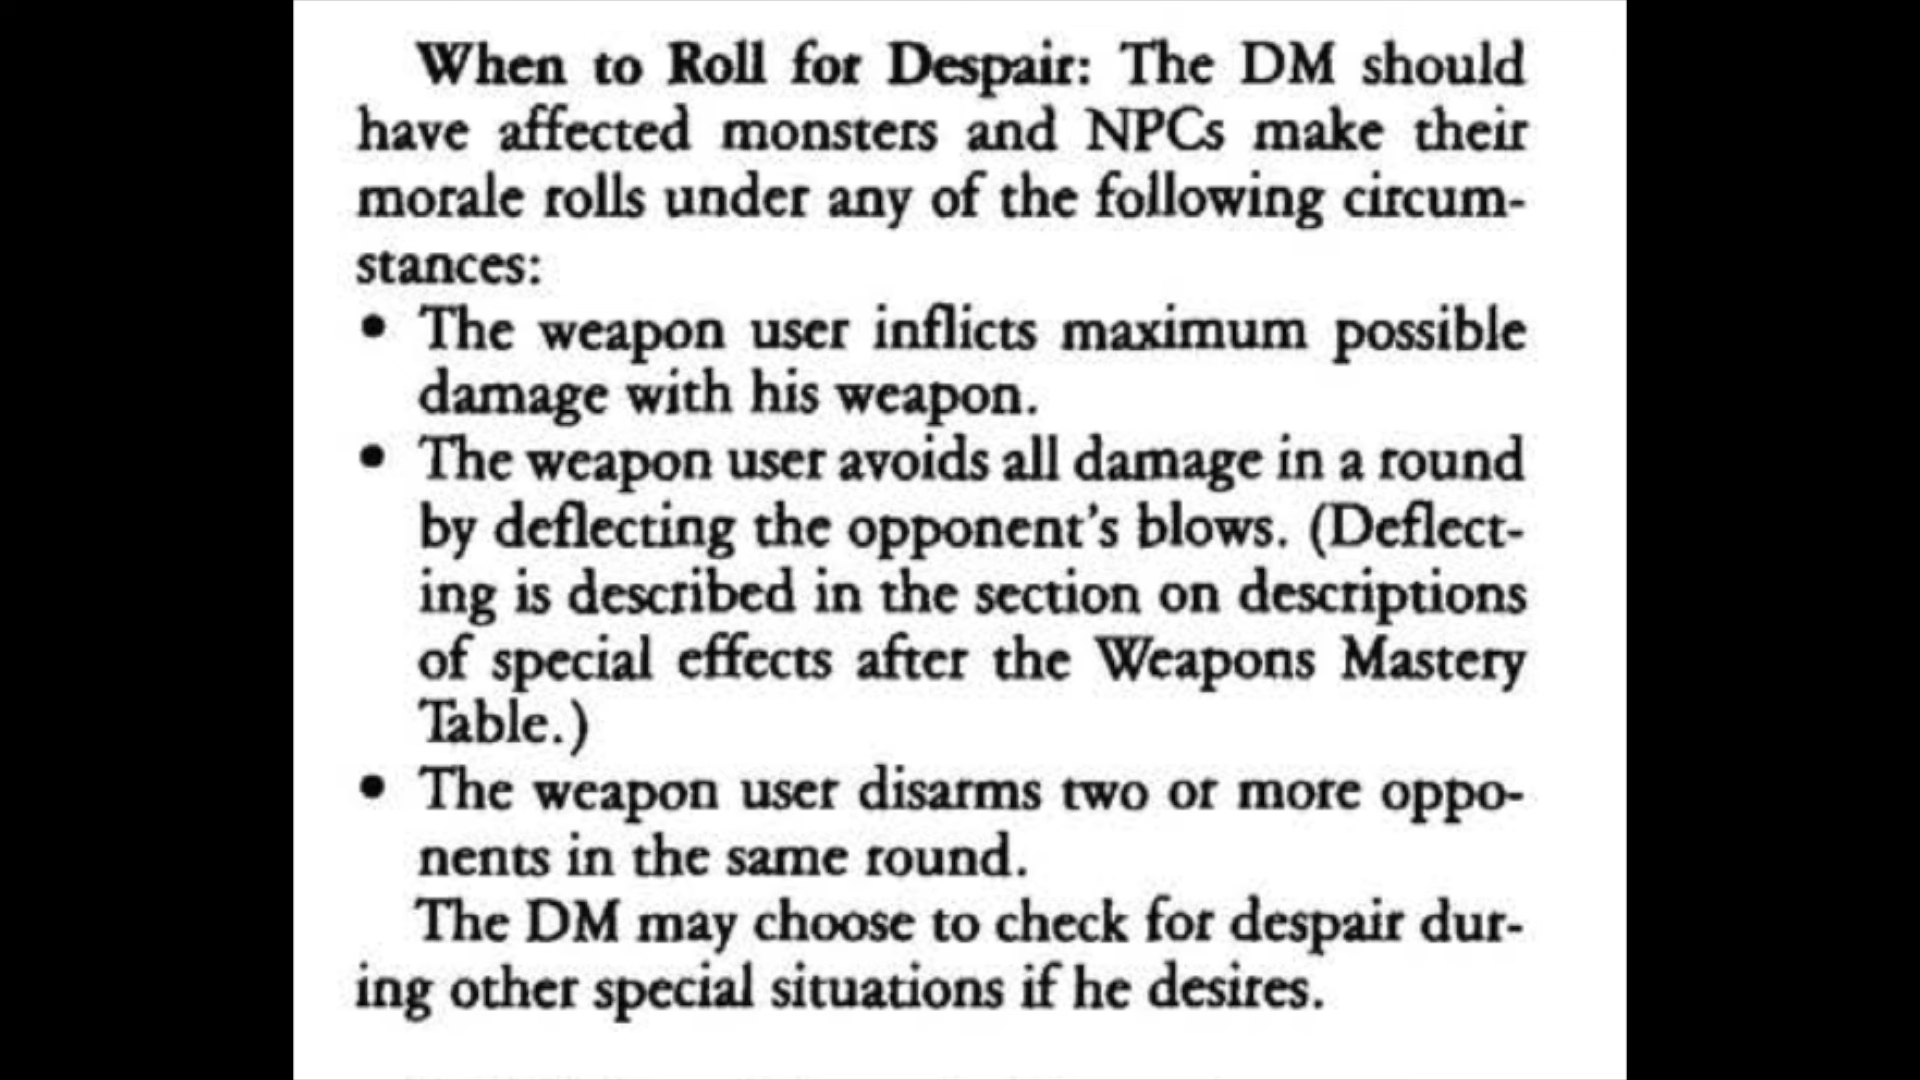 When to Roll for Despair: The DM should
have affected monsters and NPCs make their
morale rolls under any of the following circum-
stances:
• The weapon user inflicts maximum possible
damage with his weapon.
• The weapon user avoids all damage in a round
by deflecting the opponent's blows. (Deflect-
ing is described in the section on descriptions
of special effects after the Weapons Mastery
Table.)
• The weapon user disarms two or more oppo-
nents in the same round.
The DM may choose to check for despair dur-
ing other special situations if he desires.